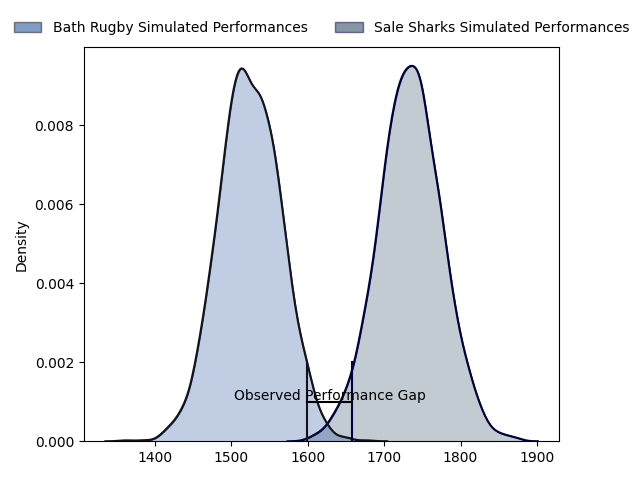 Bath Rugby Simulated Performances
Sale Sharks Simulated Performances
Density
0.008
0.006
0.004
0.002
0.000
Observed Performance Gap
1400 1500 1600 1700 1800 1900